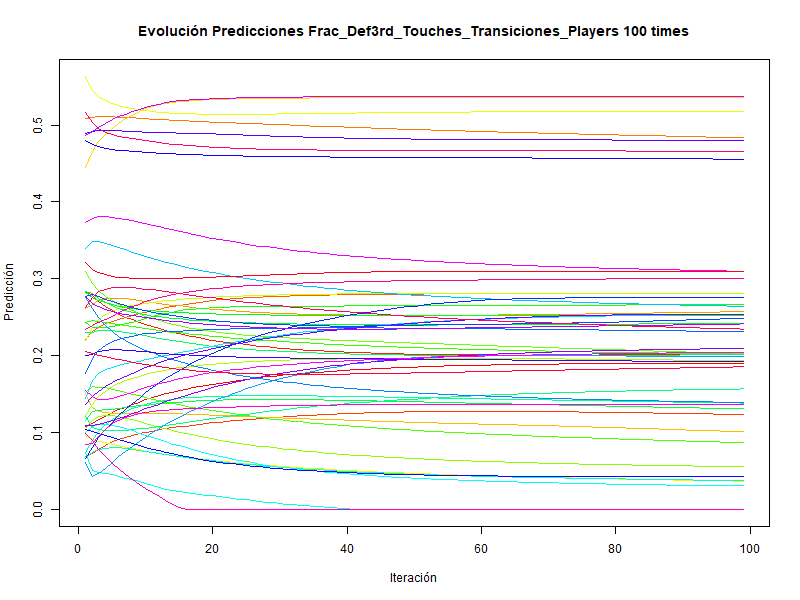 Evolución Predicciones Frac_Def3rd_Touches_Transiciones_Players 100 times
Predicción
0.5
0.4
0.3
0.2
0.1
0.0
0 20 40 60 80 100
Iteración